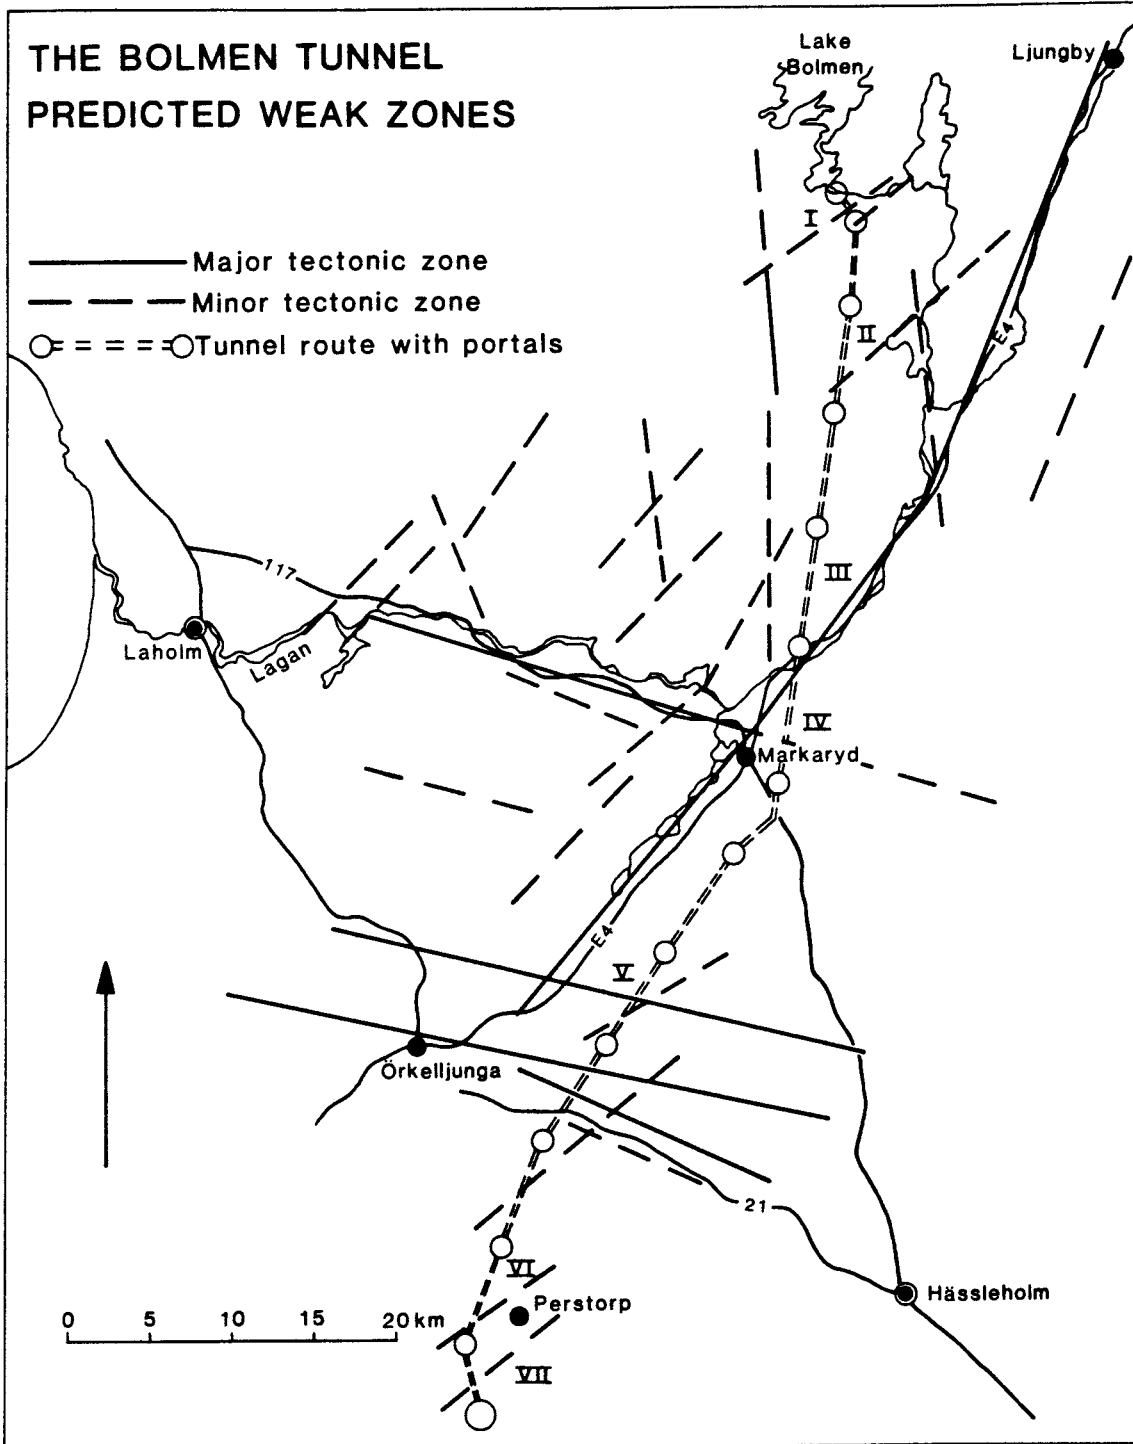 THE BOLMEN TUNNEL
PREDICTED WEAK ZONES
Lake
Bolmen
Ljungby
Major tectonic zone
Minor tectonic zone
Tunnel route with portals
I
II
E4
117
III
Laholm
Lagan
IV
Markaryd
E4
V
Örkelljunga
21
VI
Hässleholm
Perstorp
0 5 10 15 20 km
VII